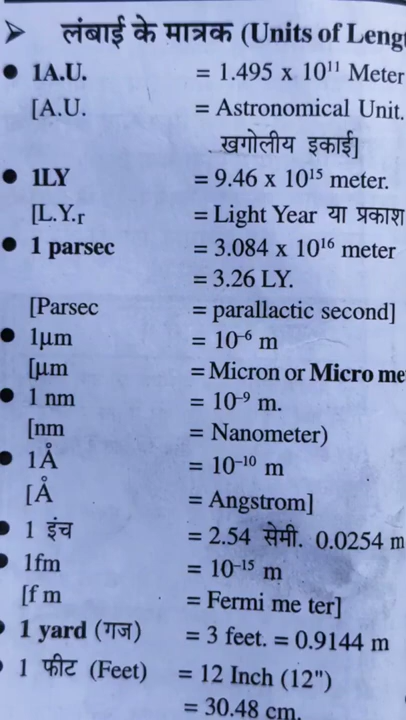 ➤ लंबाई के मात्रक (Units of Leng
● 1A.U. = 1.495 x 10¹¹ Meter
[A.U. = Astronomical Unit.
खगोलीय इकाई]
● 1LY = 9.46 x 10¹⁵ meter.
[L.Y.r = Light Year या प्रकाश
● 1 parsec = 3.084 x 10¹⁶ meter
= 3.26 LY.
[Parsec = parallactic second]
● 1μm = 10⁻⁶ m
[μm = Micron or Micro me
● 1 nm = 10⁻⁹ m.
[nm = Nanometer)
● 1Å = 10⁻¹⁰ m
[Å = Angstrom]
● 1 इंच = 2.54 सेमी. 0.0254 m
● 1fm = 10⁻¹⁵ m
[f m = Fermi me ter]
● 1 yard (गज) = 3 feet. = 0.9144 m
● 1 फीट (Feet) = 12 Inch (12")
= 30.48 cm.